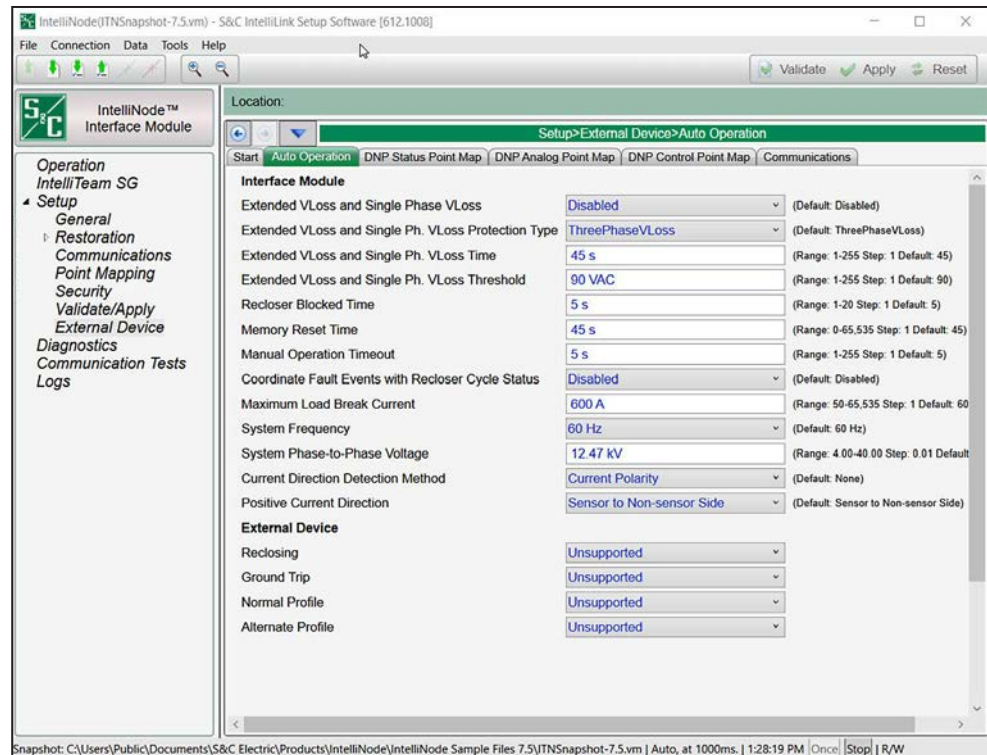 IntelliNode(ITNSnapshot-7.5.vm) - S&C IntelliLink Setup Software [612.1008]
File Connection Data Tools Help
Validate Apply Reset
S&C
IntelliNode™
Interface Module
Operation
IntelliTeam SG
Setup
General
Restoration
Communications
Point Mapping
Security
Validate/Apply
External Device
Diagnostics
Communication Tests
Logs
Location:
Setup>External Device>Auto Operation
Start Auto Operation DNP Status Point Map DNP Analog Point Map DNP Control Point Map Communications
Interface Module
Extended VLoss and Single Phase VLoss Disabled (Default: Disabled)
Extended VLoss and Single Ph. VLoss Protection Type ThreePhaseVLoss (Default: ThreePhaseVLoss)
Extended VLoss and Single Ph. VLoss Time 45 s (Range: 1-255 Step: 1 Default: 45)
Extended VLoss and Single Ph. VLoss Threshold 90 VAC (Range: 1-255 Step: 1 Default: 90)
Recloser Blocked Time 5 s (Range: 1-20 Step: 1 Default: 5)
Memory Reset Time 45 s (Range: 0-65,535 Step: 1 Default: 45)
Manual Operation Timeout 5 s (Range: 1-255 Step: 1 Default: 5)
Coordinate Fault Events with Recloser Cycle Status Disabled (Default: Disabled)
Maximum Load Break Current 600 A (Range: 50-65,535 Step: 1 Default: 60
System Frequency 60 Hz (Default: 60 Hz)
System Phase-to-Phase Voltage 12.47 kV (Range: 4.00-40.00 Step: 0.01 Default
Current Direction Detection Method Current Polarity (Default: None)
Positive Current Direction Sensor to Non-sensor Side (Default: Sensor to Non-sensor Side)
External Device
Reclosing Unsupported
Ground Trip Unsupported
Normal Profile Unsupported
Alternate Profile Unsupported
Snapshot: C:\Users\Public\Documents\S&C Electric\Products\IntelliNode\IntelliNode Sample Files 7.5\ITNSnapshot-7.5.vm | Auto, at 1000ms. | 1:28:19 PM Once Stop | R/W